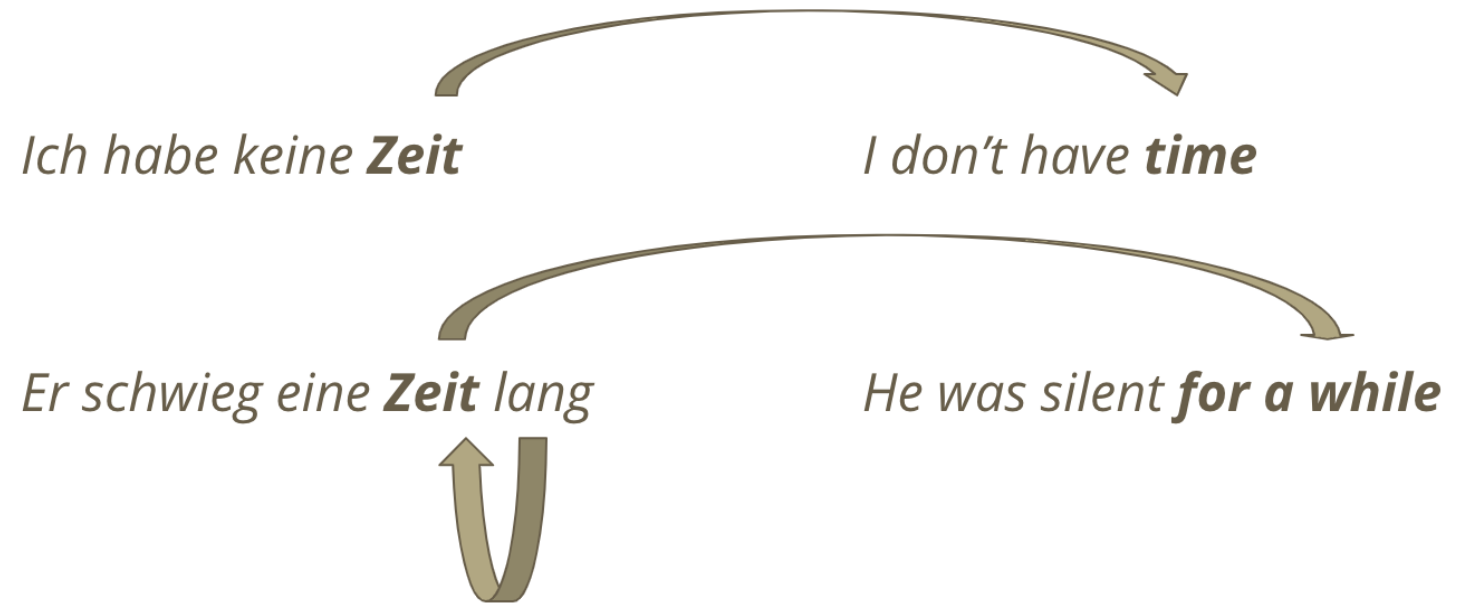 Ich habe keine Zeit
I don’t have time
Er schwieg eine Zeit lang
He was silent for a while